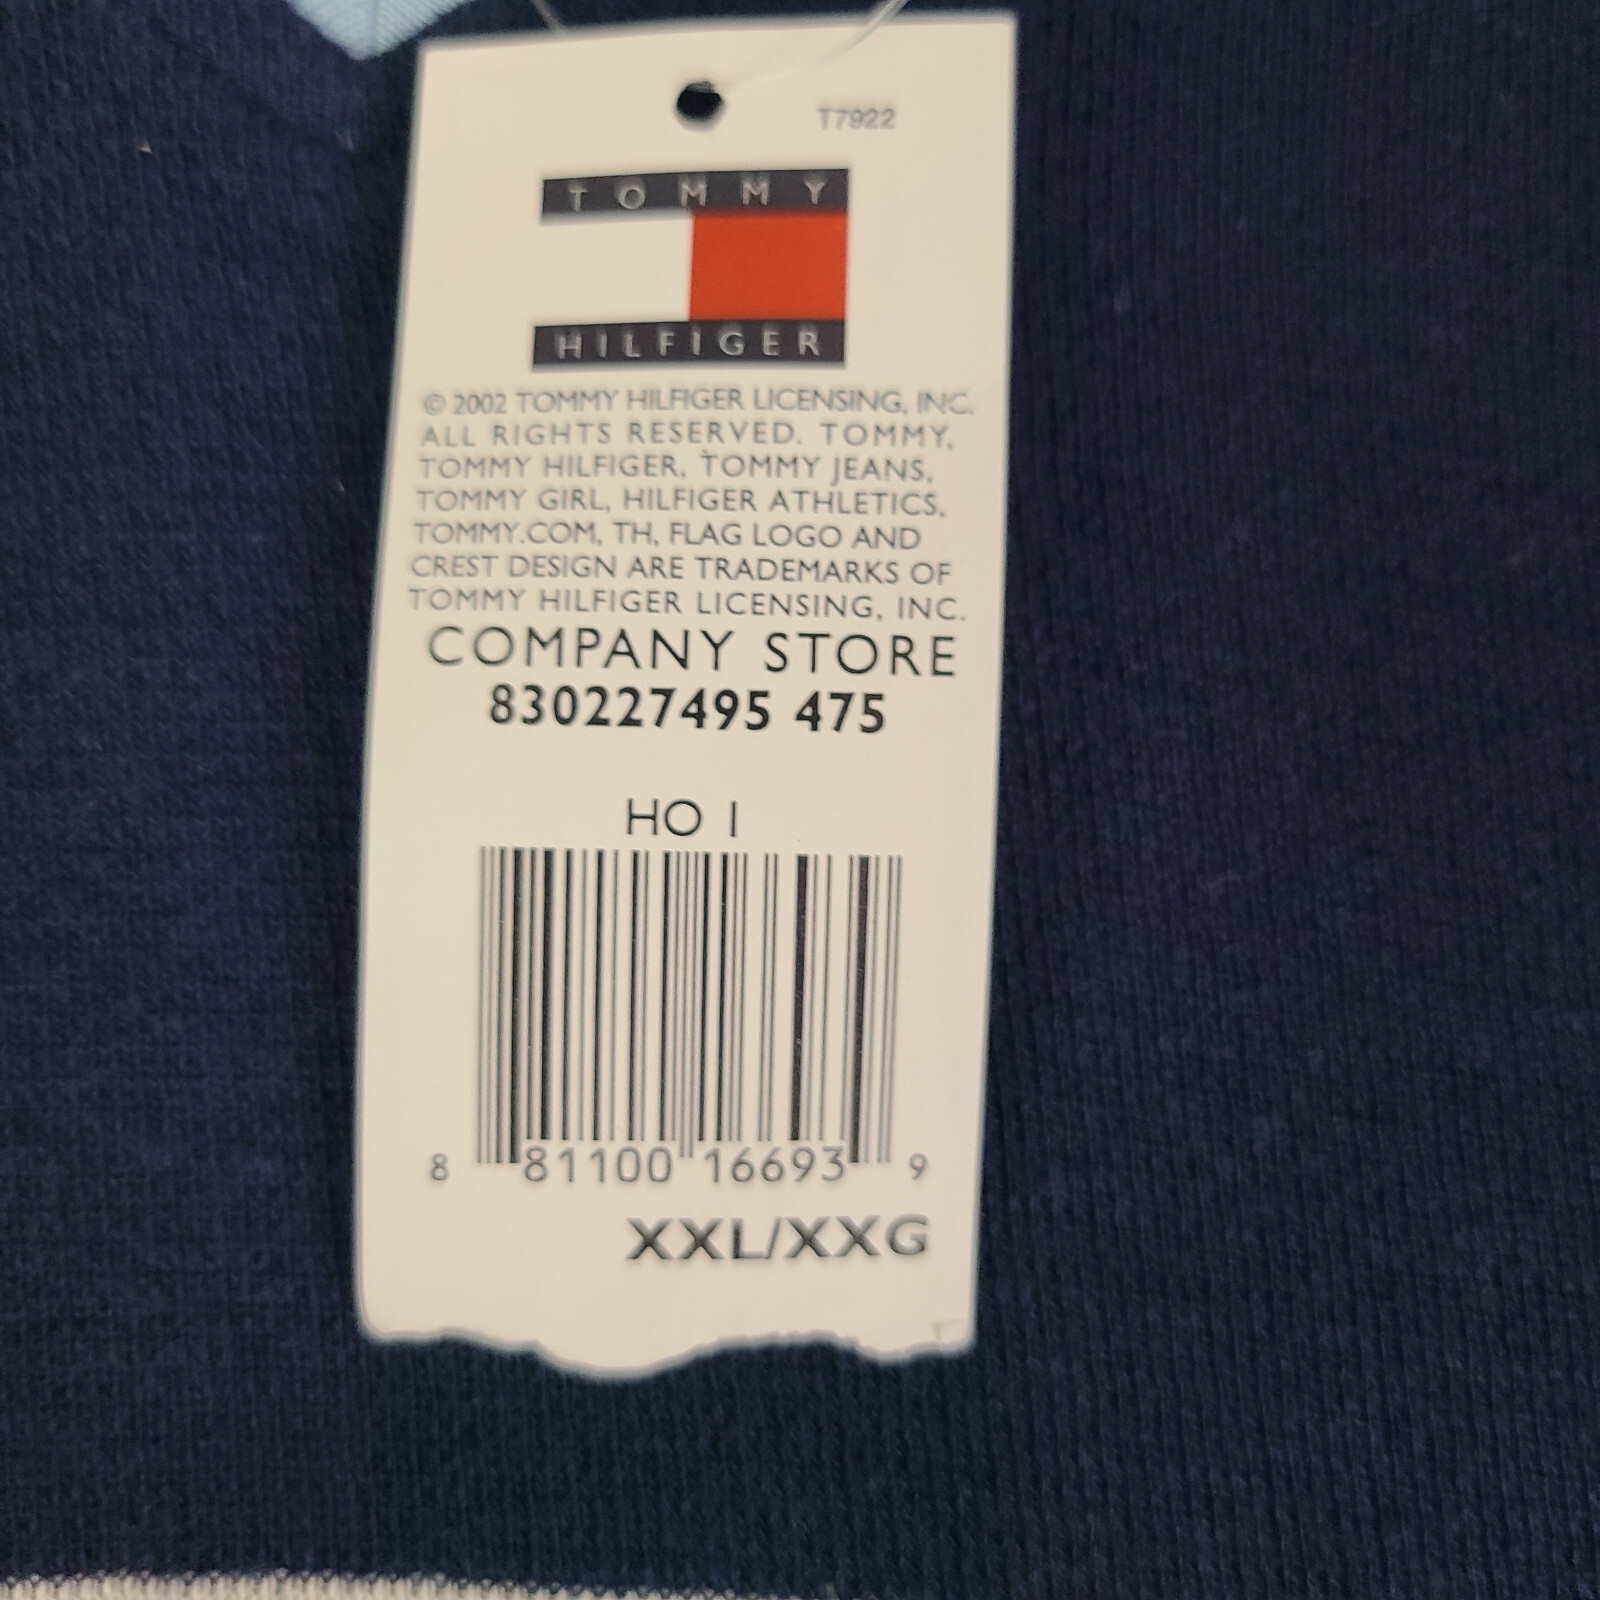 T7922
TOMMY
HILFIGER
© 2002 TOMMY HILFIGER LICENSING, INC.
ALL RIGHTS RESERVED. TOMMY,
TOMMY HILFIGER, TOMMY JEANS,
TOMMY GIRL, HILFIGER ATHLETICS,
TOMMY.COM, TH, FLAG LOGO AND
CREST DESIGN ARE TRADEMARKS OF
TOMMY HILFIGER LICENSING, INC.
COMPANY STORE
830227495 475
HO 1
8 81100 16693 9
XXL/XXG